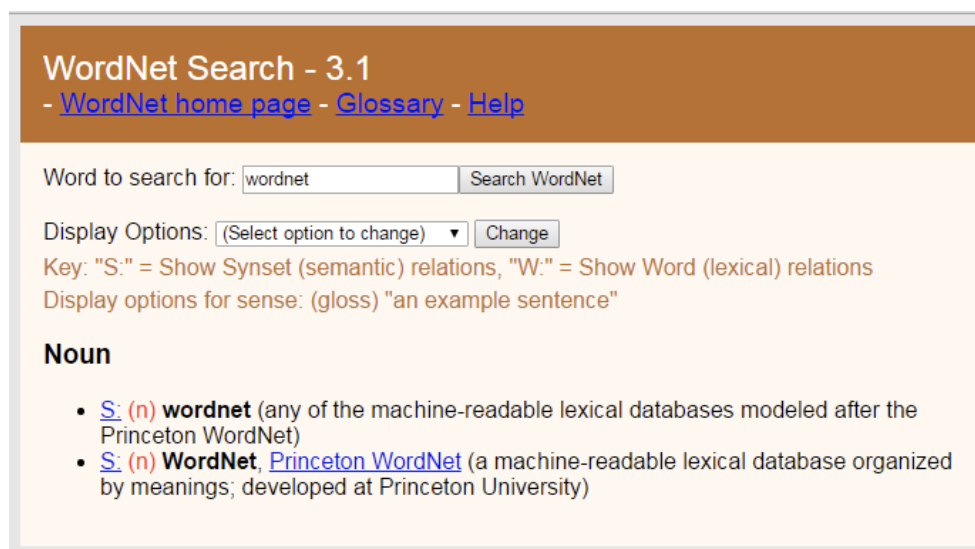 WordNet Search - 3.1
- WordNet home page - Glossary - Help
Word to search for: wordnet Search WordNet
Display Options: (Select option to change) Change
Key: "S:" = Show Synset (semantic) relations, "W:" = Show Word (lexical) relations
Display options for sense: (gloss) "an example sentence"
Noun
• S: (n) wordnet (any of the machine-readable lexical databases modeled after the
Princeton WordNet)
• S: (n) WordNet, Princeton WordNet (a machine-readable lexical database organized
by meanings; developed at Princeton University)